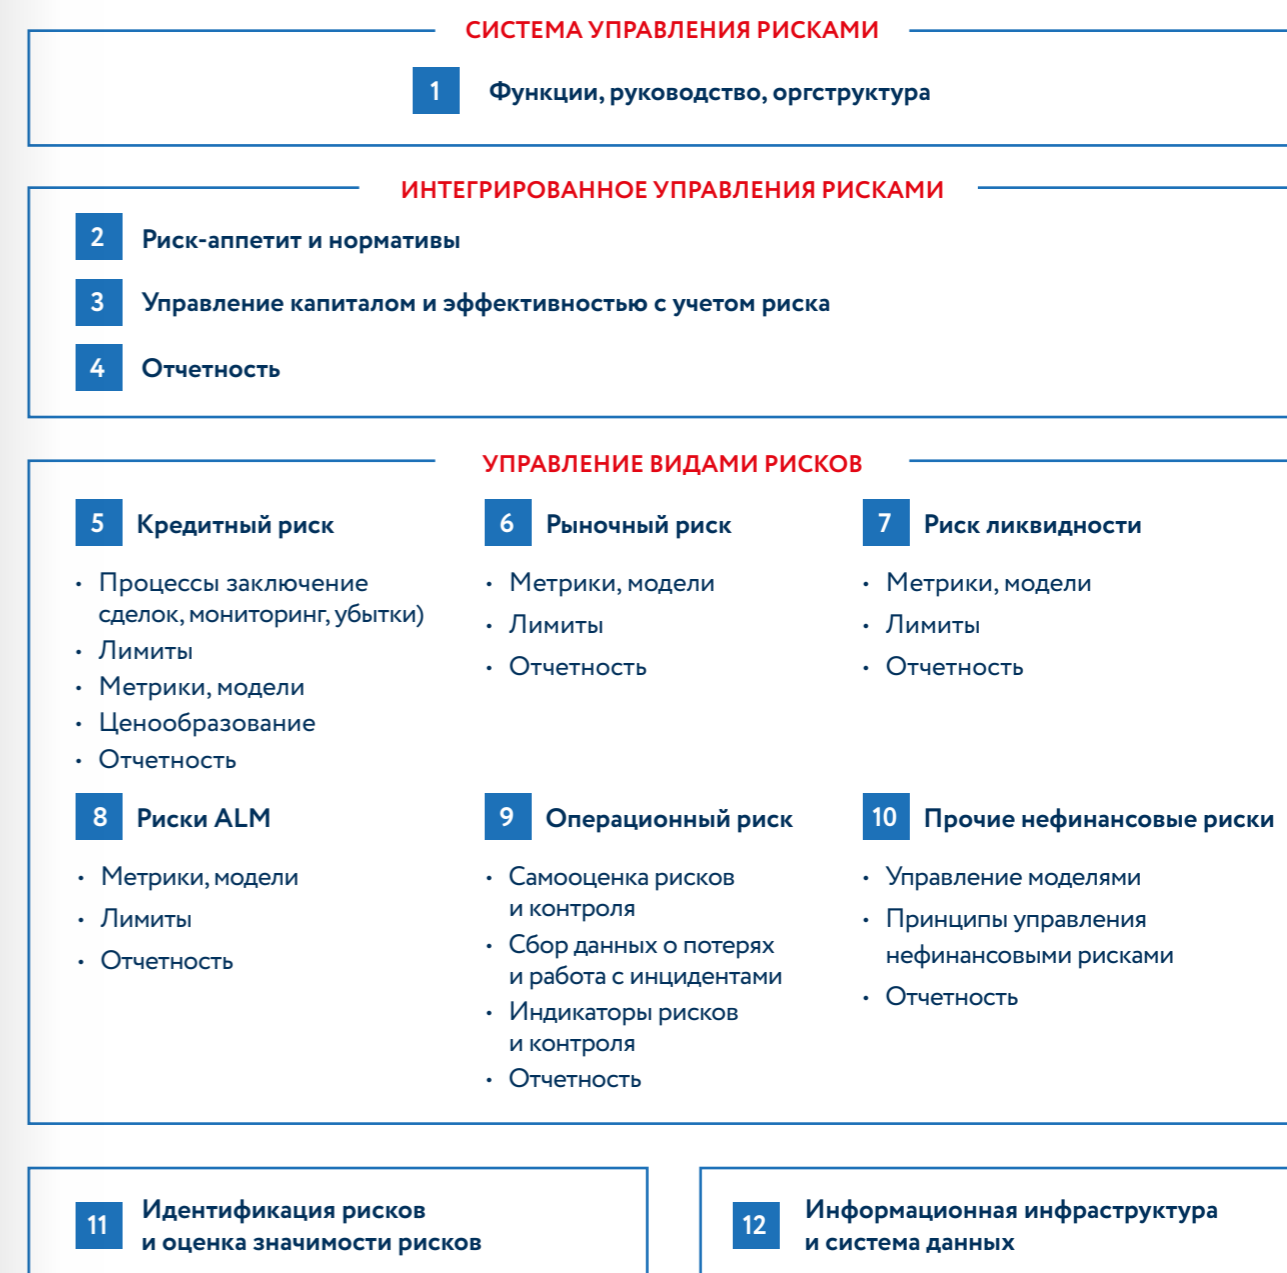 СИСТЕМА УПРАВЛЕНИЯ РИСКАМИ
1 Функции, руководство, оргструктура
ИНТЕГРИРОВАННОЕ УПРАВЛЕНИЯ РИСКАМИ
2 Риск-аппетит и нормативы
3 Управление капиталом и эффективностью с учетом риска
4 Отчетность
УПРАВЛЕНИЕ ВИДАМИ РИСКОВ
5 Кредитный риск
• Процессы заключение
сделок, мониторинг, убытки)
• Лимиты
• Метрики, модели
• Ценообразование
• Отчетность
6 Рыночный риск
• Метрики, модели
• Лимиты
• Отчетность
7 Риск ликвидности
• Метрики, модели
• Лимиты
• Отчетность
8 Риски ALM
• Метрики, модели
• Лимиты
• Отчетность
9 Операционный риск
• Самооценка рисков
и контроля
• Сбор данных о потерях
и работа с инцидентами
• Индикаторы рисков
и контроля
• Отчетность
10 Прочие нефинансовые риски
• Управление моделями
• Принципы управления
нефинансовыми рисками
• Отчетность
11 Идентификация рисков
и оценка значимости рисков
12 Информационная инфраструктура
и система данных